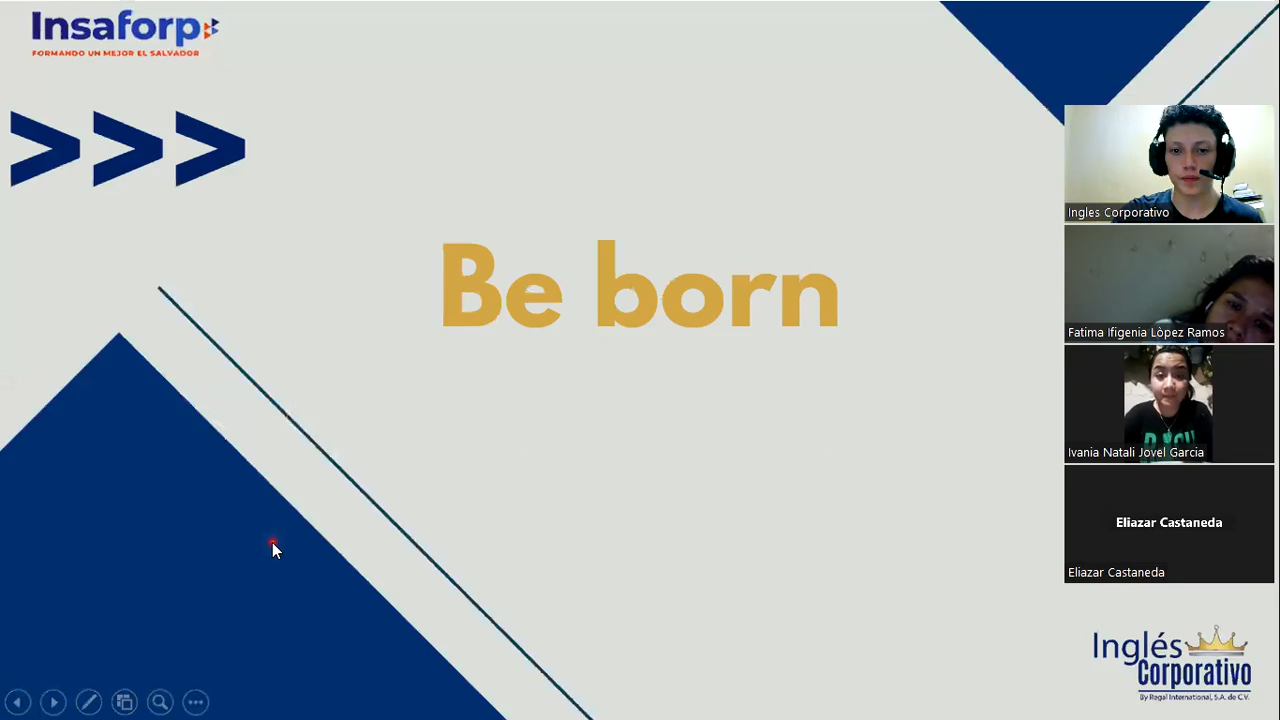 Insaforp
FORMANDO UN MEJOR EL SALVADOR
>>>
Be born
Ingles Corporativo
Fatima Ifigenia Lòpez Ramos
Ivania Natali Jovel Garcia
Eliazar Castaneda
Eliazar Castaneda
Inglés
Corporativo
By Regal International, S.A. de C.V.